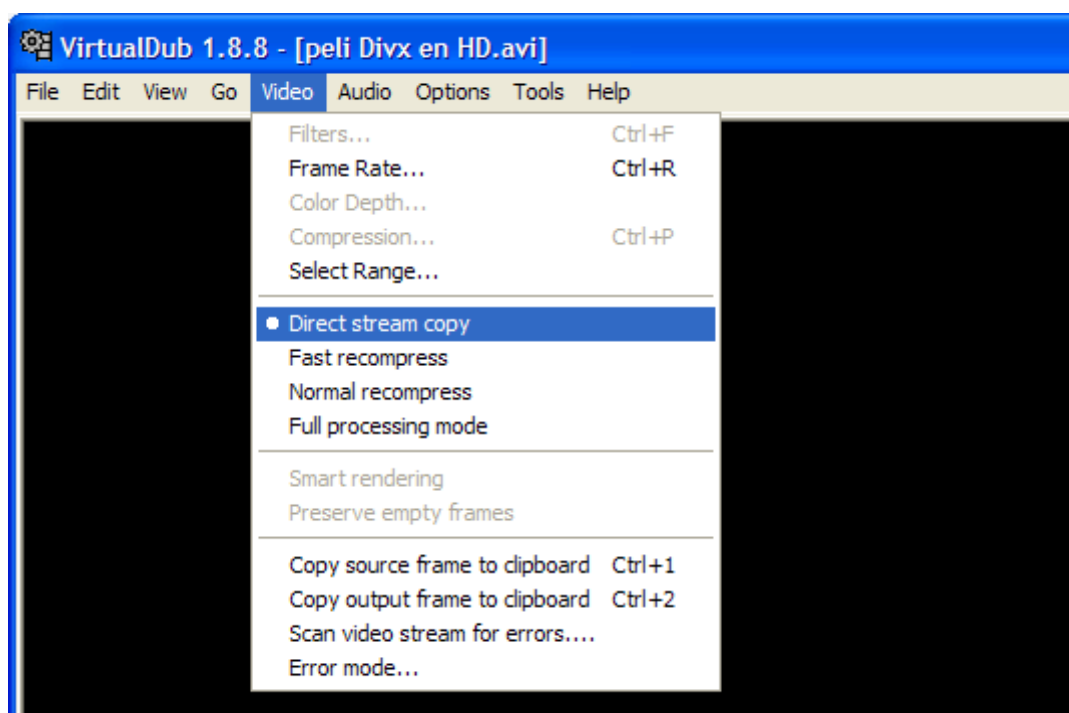 VirtualDub 1.8.8 - [peli Divx en HD.avi]
File Edit View Go Video Audio Options Tools Help
Filters... Ctrl+F
Frame Rate... Ctrl+R
Color Depth...
Compression... Ctrl+P
Select Range...
Direct stream copy
Fast recompress
Normal recompress
Full processing mode
Smart rendering
Preserve empty frames
Copy source frame to clipboard Ctrl+1
Copy output frame to clipboard Ctrl+2
Scan video stream for errors....
Error mode...